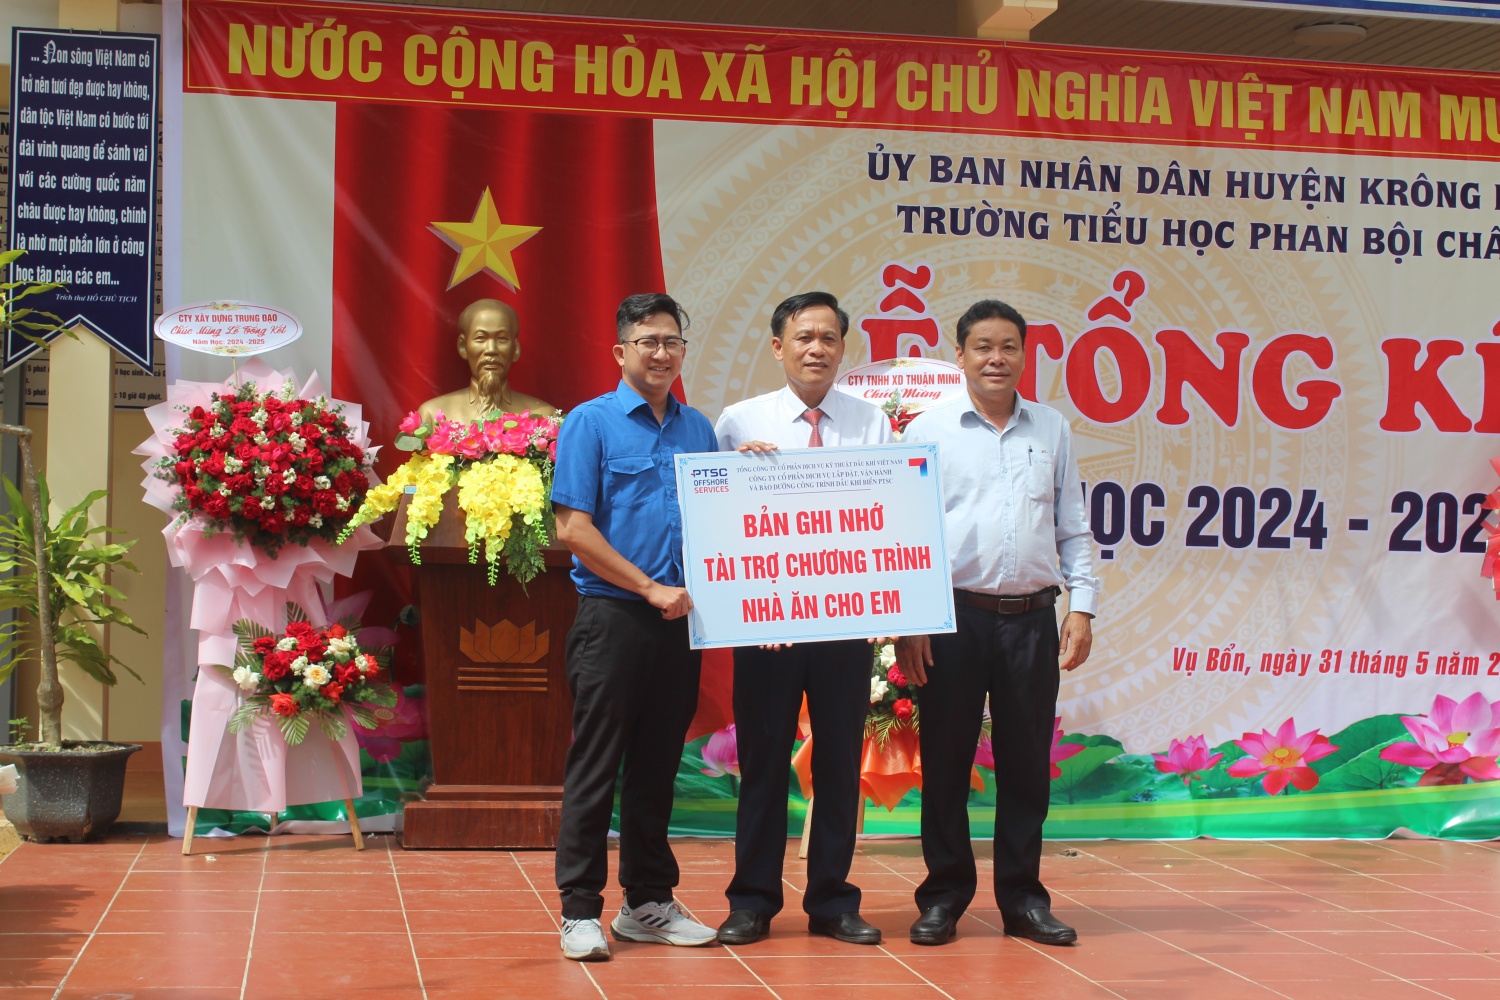 NƯỚC CỘNG HÒA XÃ HỘI CHỦ NGHĨA VIỆT NAM MU
ỦY BAN NHÂN DÂN HUYỆN KRÔNG
TRƯỜNG TIỂU HỌC PHAN BỘI CHÂ
Ễ TỔNG KẾ
HỌC 2024 - 202
Vụ Bổn, ngày 31 tháng 5 năm 2
... Non sông Việt Nam có
trở nên tươi đẹp được hay không,
dân tộc Việt Nam có bước tới
đài vinh quang để sánh vai
với các cường quốc năm
châu được hay không, chính
là nhờ một phần lớn ở công
học tập của các em...
Trích thư HỒ CHỦ TỊCH
CTY XÂY DỰNG TRUNG ĐẠO
Chúc Mừng Lễ Tổng Kết
Năm Học: 2024 -2025
CTY TNHH XD THUẬN MINH
Chúc Mừng
PTSC
OFFSHORE
SERVICES
TỔNG CÔNG TY CỔ PHẦN DỊCH VỤ KỸ THUẬT DẦU KHÍ VIỆT NAM
CÔNG TY CỔ PHẦN DỊCH VỤ LẮP ĐẶT, VẬN HÀNH
VÀ BẢO DƯỠNG CÔNG TRÌNH DẦU KHÍ BIỂN PTSC
BẢN GHI NHỚ
TÀI TRỢ CHƯƠNG TRÌNH
NHÀ ĂN CHO EM